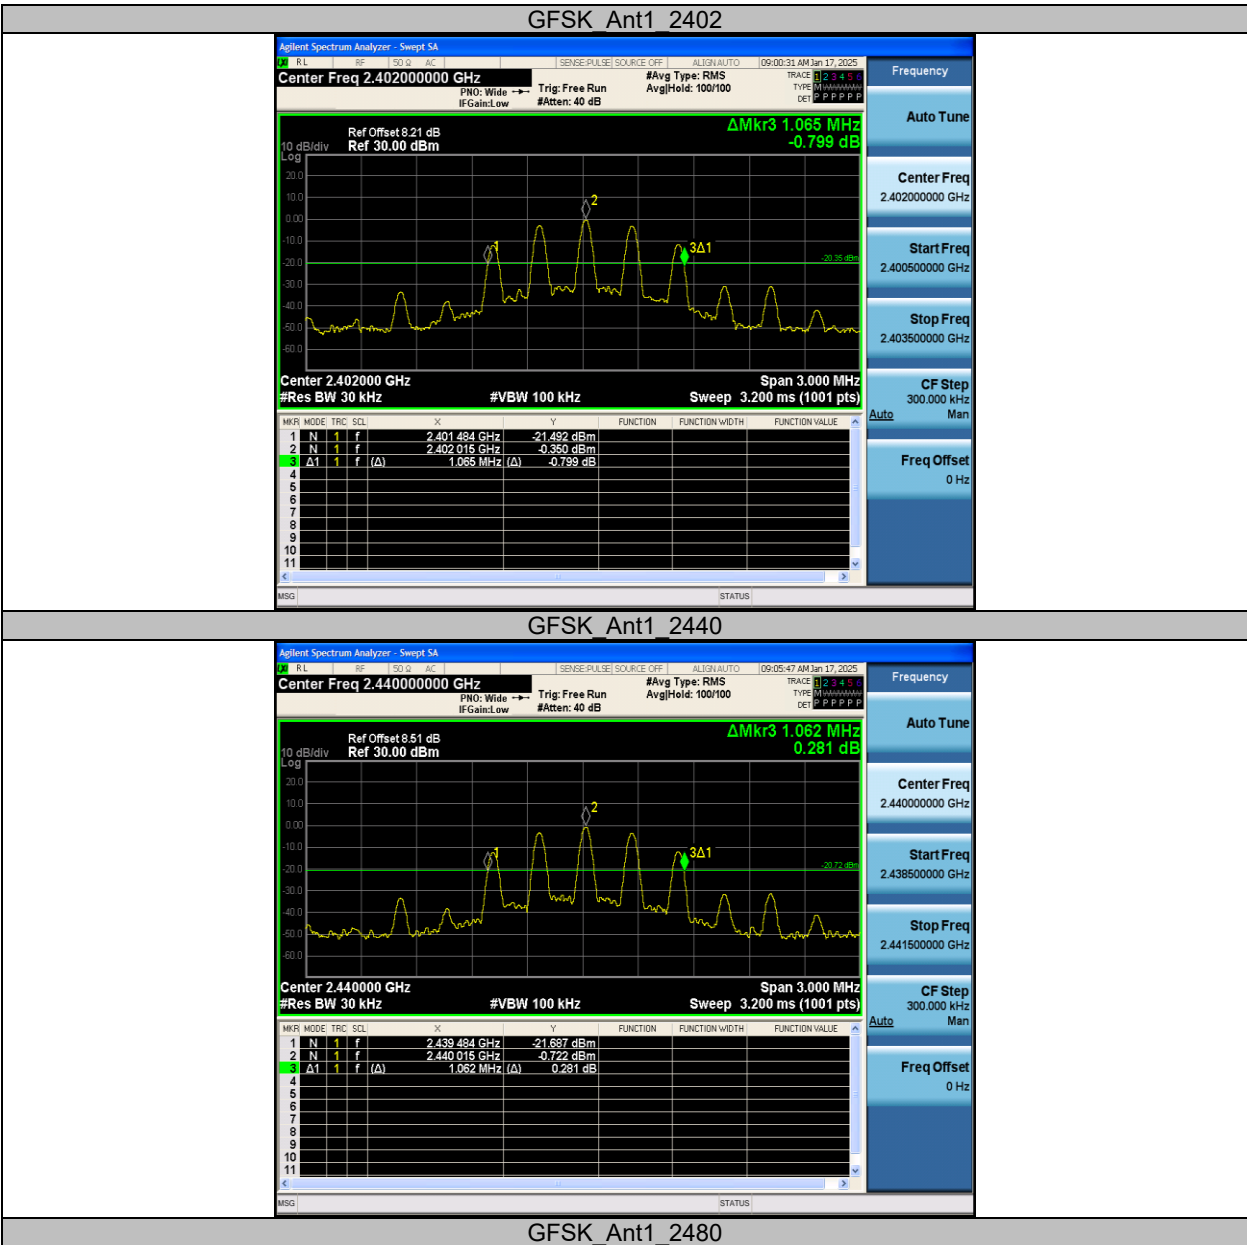 GFSK_Ant1_2402
Agilent Spectrum Analyzer - Swept SA
RL RF 50 Ω AC SENSE:PULSE SOURCE OFF ALIGNAUTO 09:00:31 AM Jan 17, 2025
Center Freq 2.402000000 GHz
#Avg Type: RMS
TRACE 1 2 3 4 5 6
PNO: Wide Trig: Free Run Avg|Hold: 100/100 TYPE M
IFGain:Low #Atten: 40 dB DET P P P P P P
Frequency
Auto Tune
Center Freq
2.402000000 GHz
Start Freq
2.400500000 GHz
Stop Freq
2.403500000 GHz
CF Step
300.000 kHz
Auto Man
Freq Offset
0 Hz
ΔMkr3 1.065 MHz
-0.799 dB
Ref Offset 8.21 dB
10 dB/div Ref 30.00 dBm
Log
20.0
10.0
0.00
-10.0
-20.0
-30.0
-40.0
-50.0
-60.0
1
2
3Δ1
-20.35 dBm
Center 2.402000 GHz Span 3.000 MHz
#Res BW 30 kHz #VBW 100 kHz Sweep 3.200 ms (1001 pts)
MKR MODE TRC SCL X Y FUNCTION FUNCTION WIDTH FUNCTION VALUE
1 N 1 f 2.401 484 GHz -21.492 dBm
2 N 1 f 2.402 015 GHz -0.350 dBm
3 Δ1 1 f (Δ) 1.065 MHz (Δ) -0.799 dB
4
5
6
7
8
9
10
11
MSG STATUS
GFSK_Ant1_2440
Agilent Spectrum Analyzer - Swept SA
RL RF 50 Ω AC SENSE:PULSE SOURCE OFF ALIGNAUTO 09:05:47 AM Jan 17, 2025
Center Freq 2.440000000 GHz
#Avg Type: RMS
TRACE 1 2 3 4 5 6
PNO: Wide Trig: Free Run Avg|Hold: 100/100 TYPE M
IFGain:Low #Atten: 40 dB DET P P P P P P
Frequency
Auto Tune
Center Freq
2.440000000 GHz
Start Freq
2.438500000 GHz
Stop Freq
2.441500000 GHz
CF Step
300.000 kHz
Auto Man
Freq Offset
0 Hz
ΔMkr3 1.062 MHz
0.281 dB
Ref Offset 8.51 dB
10 dB/div Ref 30.00 dBm
Log
20.0
10.0
0.00
-10.0
-20.0
-30.0
-40.0
-50.0
-60.0
1
2
3Δ1
-20.72 dBm
Center 2.440000 GHz Span 3.000 MHz
#Res BW 30 kHz #VBW 100 kHz Sweep 3.200 ms (1001 pts)
MKR MODE TRC SCL X Y FUNCTION FUNCTION WIDTH FUNCTION VALUE
1 N 1 f 2.439 484 GHz -21.687 dBm
2 N 1 f 2.440 015 GHz -0.722 dBm
3 Δ1 1 f (Δ) 1.062 MHz (Δ) 0.281 dB
4
5
6
7
8
9
10
11
MSG STATUS
GFSK_Ant1_2480